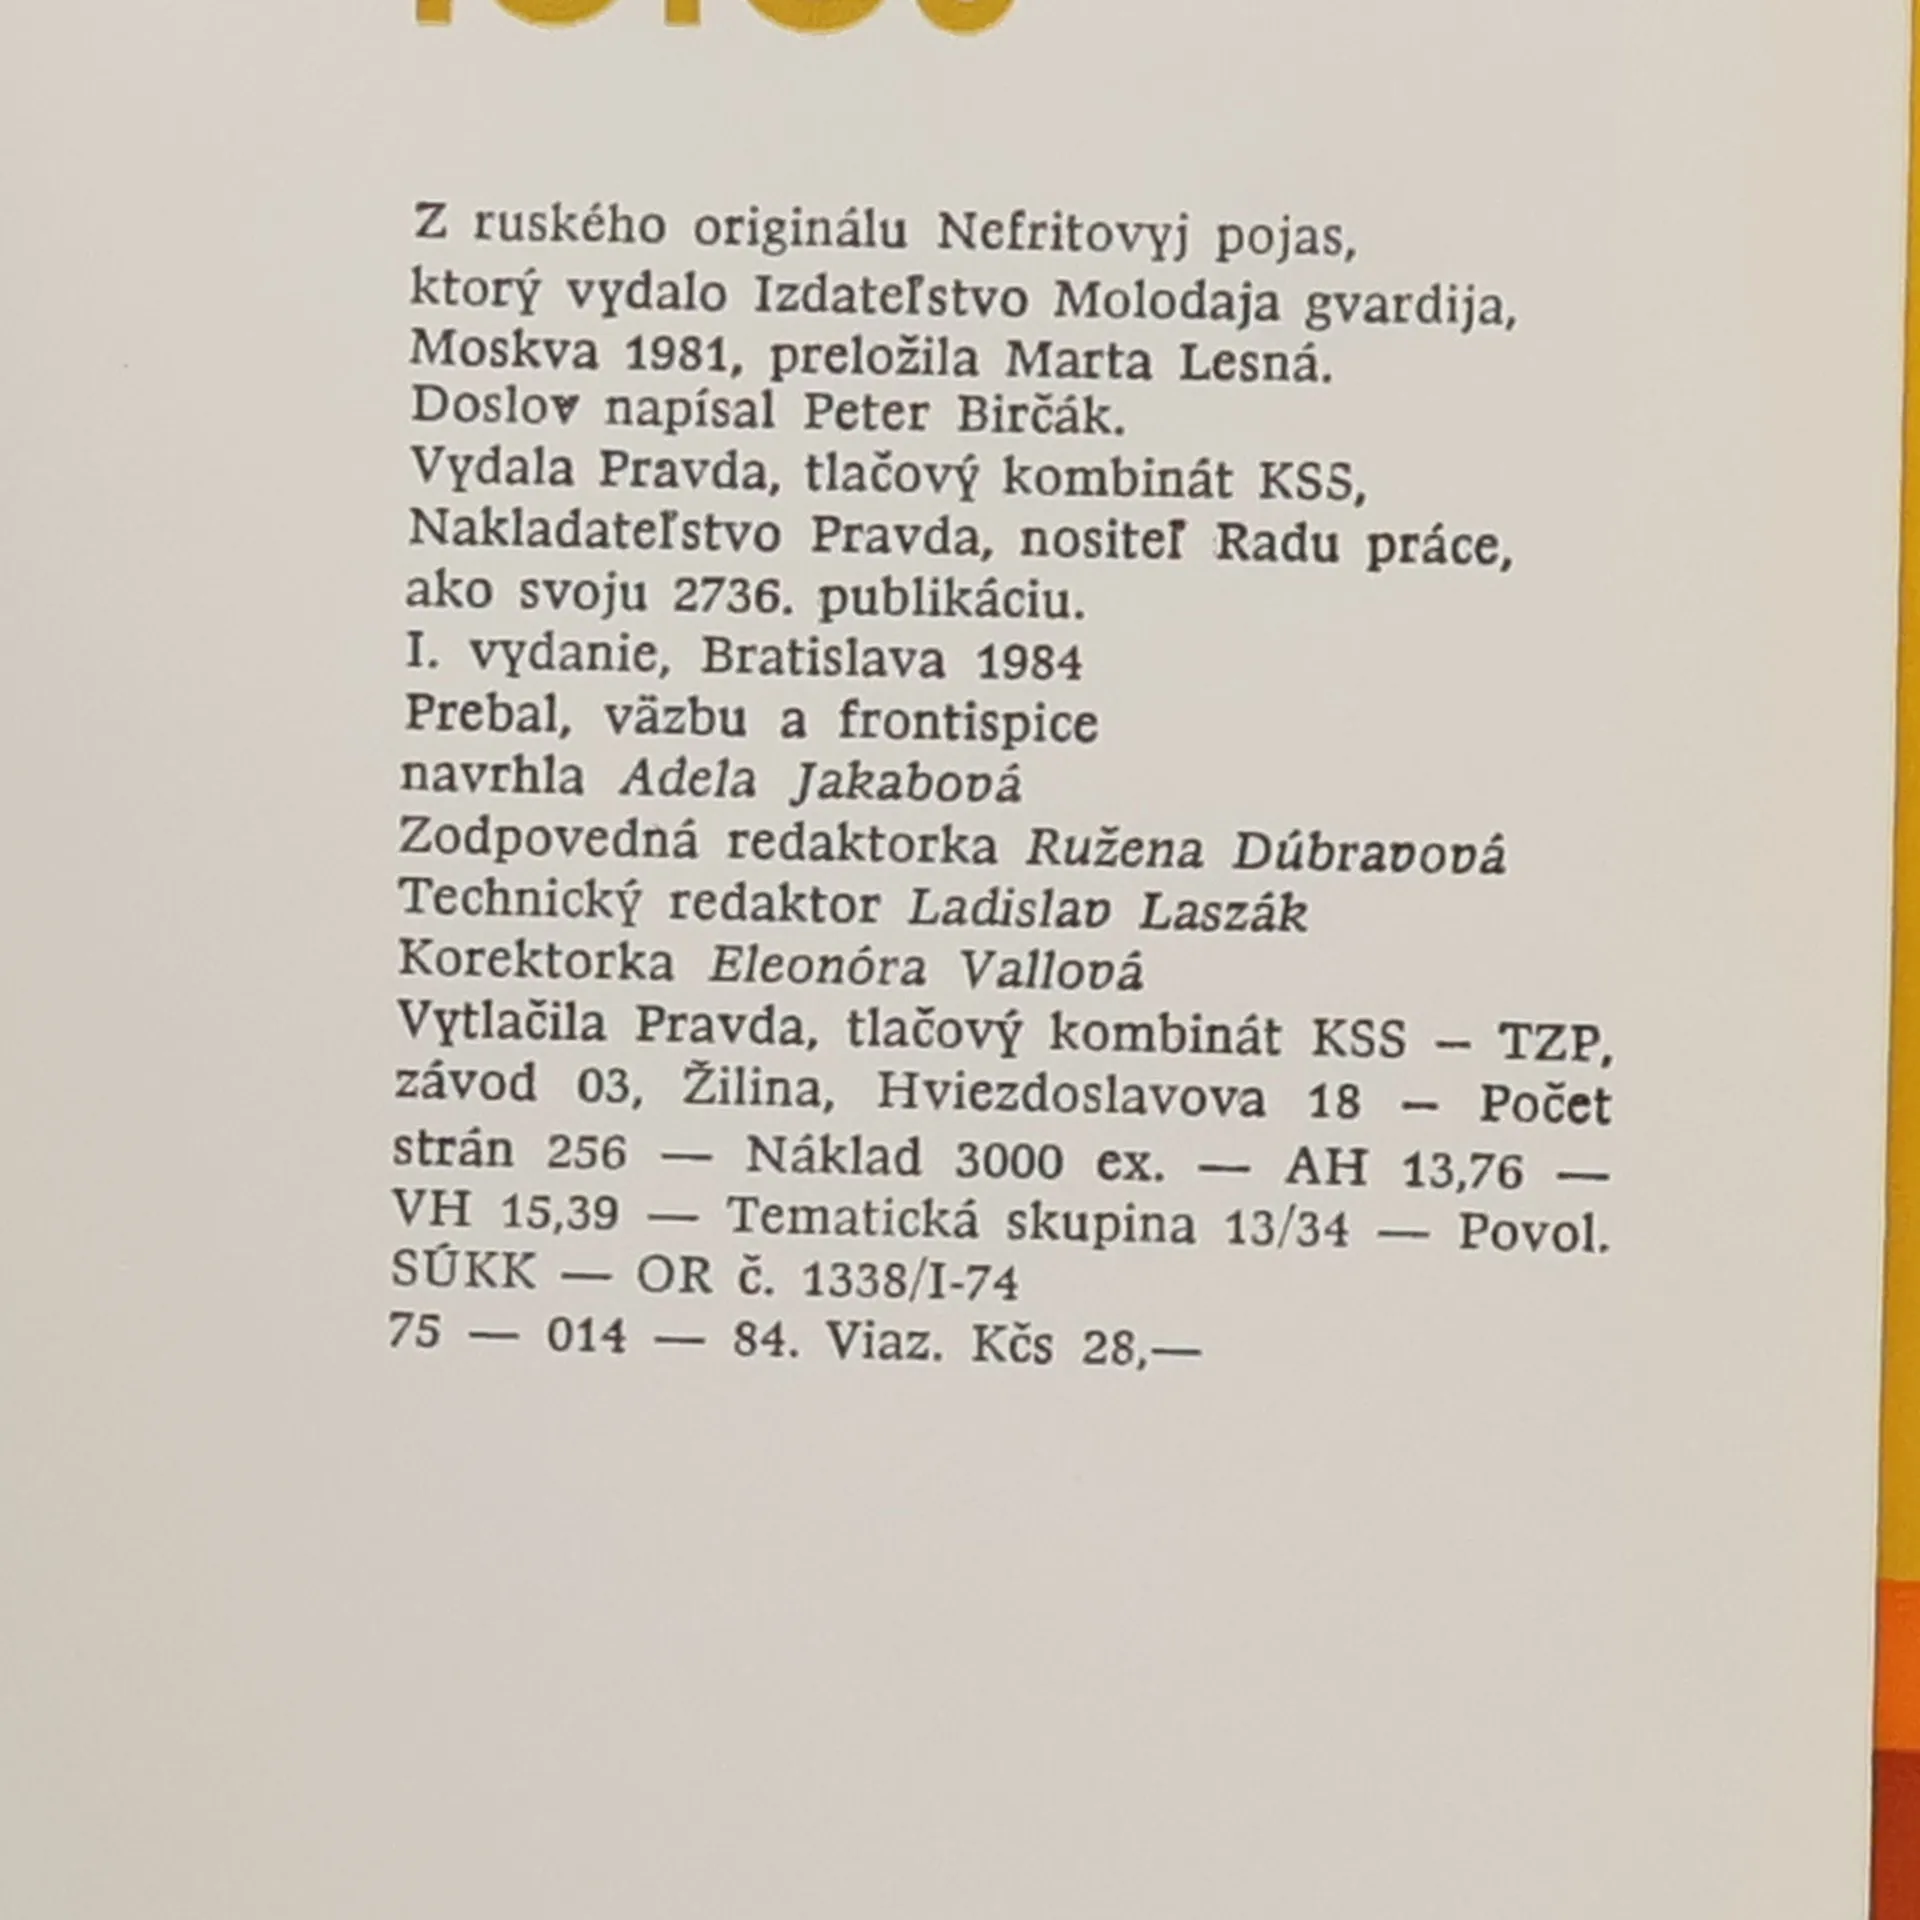 Z ruského originálu Nefritovyj pojas,
ktorý vydalo Izdateľstvo Molodaja gvardija,
Moskva 1981, preložila Marta Lesná.
Doslov napísal Peter Birčák.
Vydala Pravda, tlačový kombinát KSS,
Nakladateľstvo Pravda, nositeľ Radu práce,
ako svoju 2736. publikáciu.
I. vydanie, Bratislava 1984
Prebal, väzbu a frontispice
navrhla Adela Jakabová
Zodpovedná redaktorka Ružena Dúbravová
Technický redaktor Ladislav Laszák
Korektorka Eleonóra Vallová
Vytlačila Pravda, tlačový kombinát KSS – TZP,
závod 03, Žilina, Hviezdoslavova 18 – Počet
strán 256 — Náklad 3000 ex. — AH 13,76 —
VH 15,39 — Tematická skupina 13/34 — Povol.
SÚKK — OR č. 1338/I-74
75 — 014 — 84. Viaz. Kčs 28,—